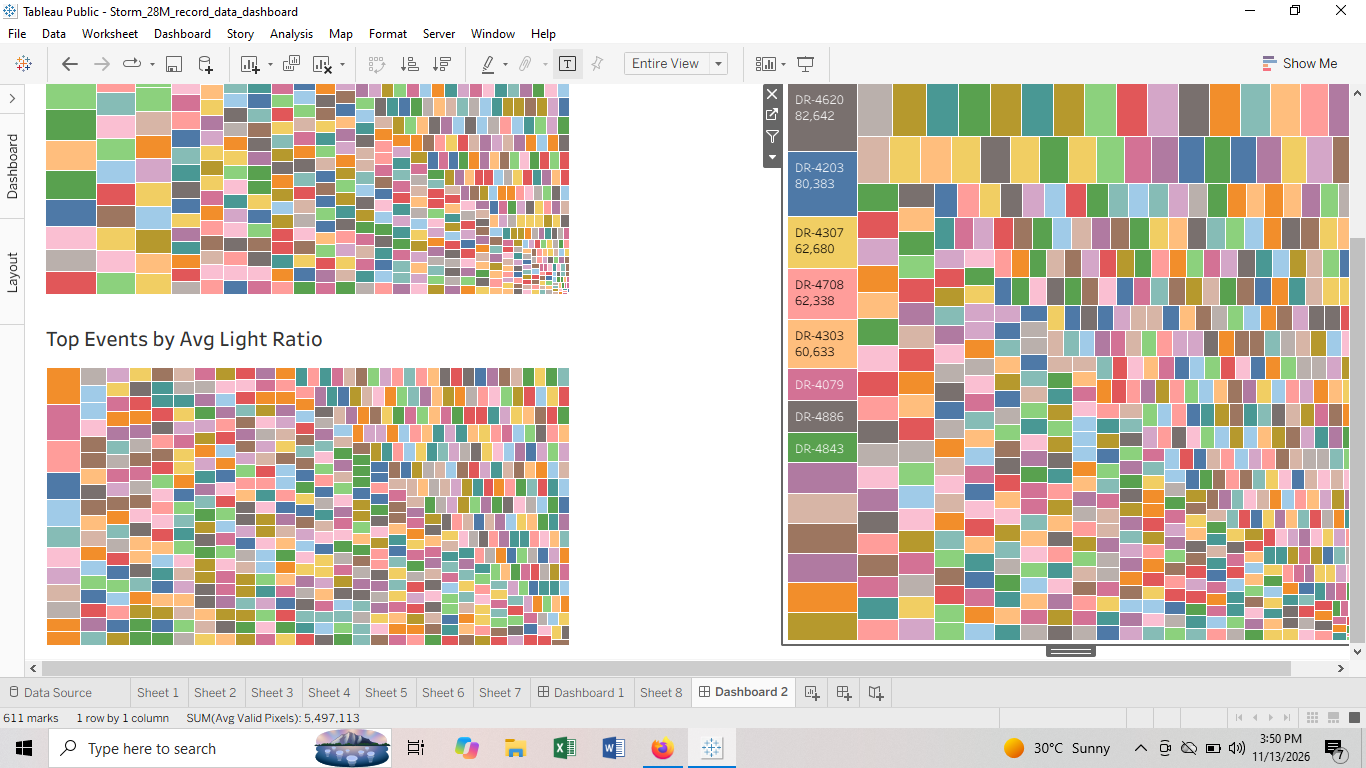 Tableau Public - Storm_28M_record_data_dashboard
File Data Worksheet Dashboard Story Analysis Map Format Server Window Help
Entire View
Show Me
Dashboard
Layout
Top Events by Avg Light Ratio
DR-4620
82,642
DR-4203
80,383
DR-4307
62,680
DR-4708
62,338
DR-4303
60,633
DR-4079
DR-4886
DR-4843
Data Source Sheet 1 Sheet 2 Sheet 3 Sheet 4 Sheet 5 Sheet 6 Sheet 7 Dashboard 1 Sheet 8 Dashboard 2
611 marks 1 row by 1 column SUM(Avg Valid Pixels): 5,497,113
Type here to search
30°C Sunny
3:50 PM
11/13/2026
7